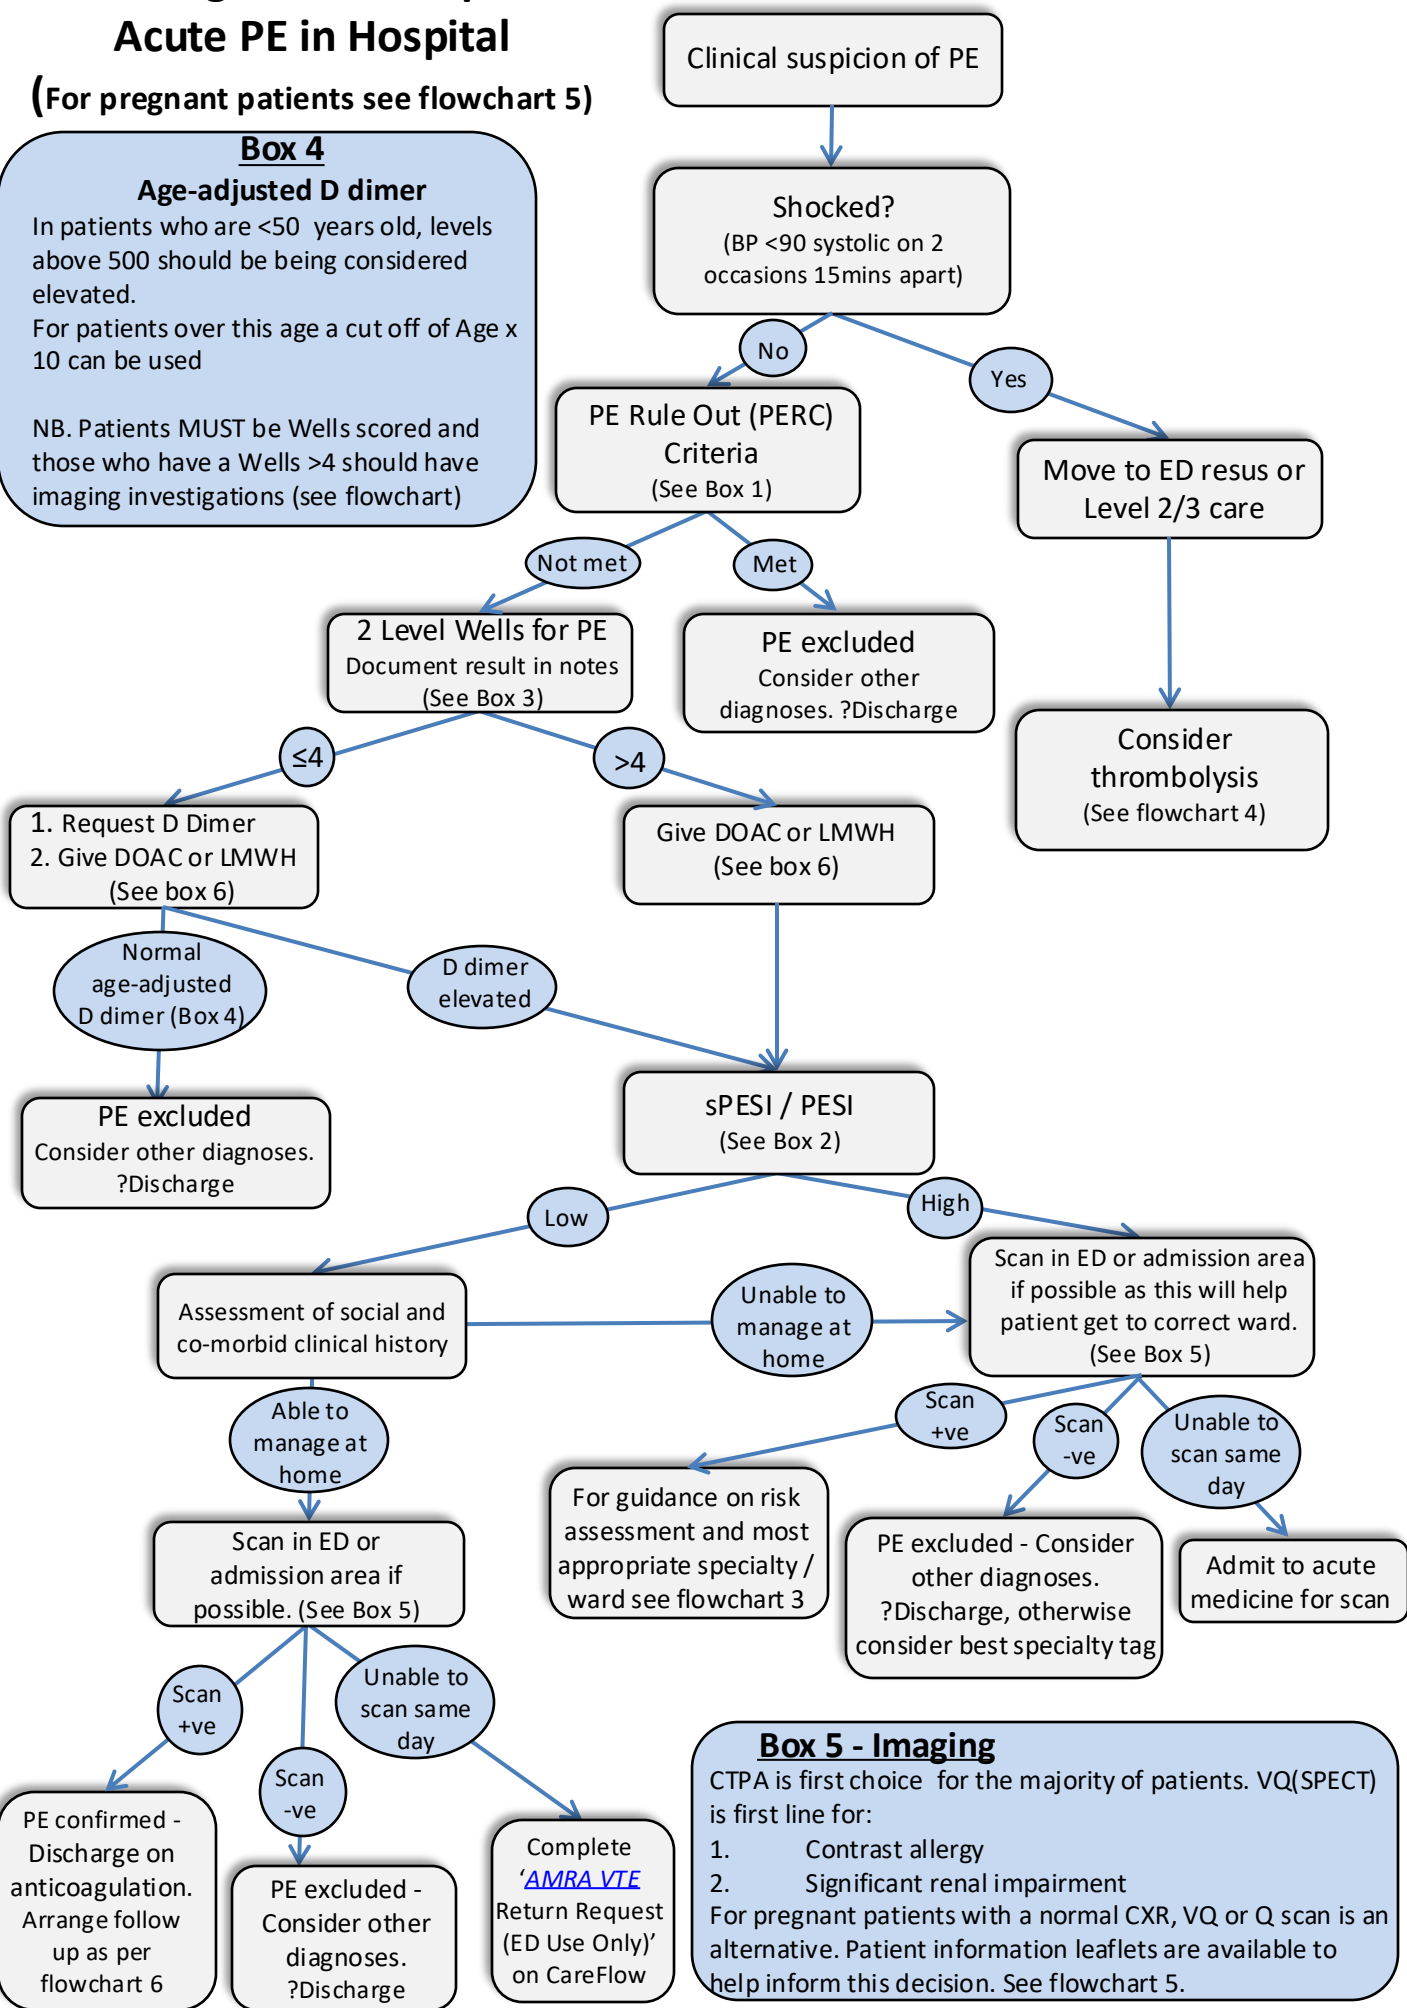 Acute PE in Hospital
(For pregnant patients see flowchart 5)
Box 4
Age-adjusted D dimer
In patients who are <50 years old, levels
above 500 should be being considered
elevated.
For patients over this age a cut off of Age x
10 can be used
NB. Patients MUST be Wells scored and
those who have a Wells >4 should have
imaging investigations (see flowchart)
Clinical suspicion of PE
Shocked?
(BP <90 systolic on 2
occasions 15mins apart)
No
Yes
PE Rule Out (PERC)
Criteria
(See Box 1)
Move to ED resus or
Level 2/3 care
Not met
Met
2 Level Wells for PE
Document result in notes
(See Box 3)
PE excluded
Consider other
diagnoses. ?Discharge
Consider
thrombolysis
(See flowchart 4)
≤4
>4
1. Request D Dimer
2. Give DOAC or LMWH
(See box 6)
Give DOAC or LMWH
(See box 6)
Normal
age-adjusted
D dimer (Box 4)
D dimer
elevated
PE excluded
Consider other diagnoses.
?Discharge
sPESI / PESI
(See Box 2)
Low
High
Assessment of social and
co-morbid clinical history
Unable to
manage at
home
Scan in ED or admission area
if possible as this will help
patient get to correct ward.
(See Box 5)
Able to
manage at
home
Scan
+ve
Scan
-ve
Unable to
scan same
day
For guidance on risk
assessment and most
appropriate specialty /
ward see flowchart 3
PE excluded - Consider
other diagnoses.
?Discharge, otherwise
consider best specialty tag
Admit to acute
medicine for scan
Scan in ED or
admission area if
possible. (See Box 5)
Scan
+ve
Scan
-ve
Unable to
scan same
day
PE confirmed -
Discharge on
anticoagulation.
Arrange follow
up as per
flowchart 6
PE excluded -
Consider other
diagnoses.
?Discharge
Complete
‘AMRA VTE
Return Request
(ED Use Only)’
on CareFlow
Box 5 - Imaging
CTPA is first choice for the majority of patients. VQ(SPECT)
is first line for:
1. Contrast allergy
2. Significant renal impairment
For pregnant patients with a normal CXR, VQ or Q scan is an
alternative. Patient information leaflets are available to
help inform this decision. See flowchart 5.